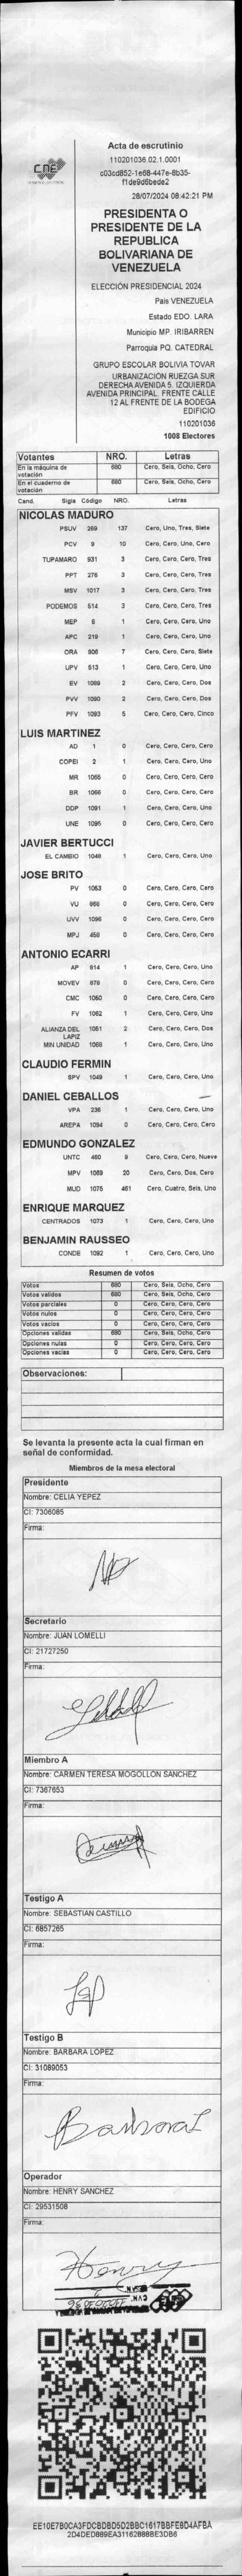 CNE
Acta de escrutinio
110201036.02.1.0001
c03cd852-1e68-447e-8b35-
f1de9d6bede2
28/07/2024 08:42:21 PM
PRESIDENTA O
PRESIDENTE DE LA
REPUBLICA
BOLIVARIANA DE
VENEZUELA
ELECCIÓN PRESIDENCIAL 2024
País VENEZUELA
Estado EDO. LARA
Municipio MP. IRIBARREN
Parroquia PQ. CATEDRAL
GRUPO ESCOLAR BOLIVIA TOVAR
URBANIZACIÓN RUEZGA SUR
DERECHA AVENIDA 5. IZQUIERDA
AVENIDA PRINCIPAL. FRENTE CALLE
12 AL FRENTE DE LA BODEGA
EDIFICIO
110201036
1008 Electores
Votantes NRO. Letras
En la máquina de votación 680 Cero, Seis, Ocho, Cero
En el cuaderno de votación 680 Cero, Seis, Ocho, Cero
Cand. Sigla Código NRO. Letras
NICOLAS MADURO
PSUV 269 137 Cero, Uno, Tres, Siete
PCV 9 10 Cero, Cero, Uno, Cero
TUPAMARO 931 3 Cero, Cero, Cero, Tres
PPT 276 3 Cero, Cero, Cero, Tres
MSV 1017 3 Cero, Cero, Cero, Tres
PODEMOS 514 3 Cero, Cero, Cero, Tres
MEP 6 1 Cero, Cero, Cero, Uno
APC 219 1 Cero, Cero, Cero, Uno
ORA 906 7 Cero, Cero, Cero, Siete
UPV 513 1 Cero, Cero, Cero, Uno
EV 1089 2 Cero, Cero, Cero, Dos
PVV 1090 2 Cero, Cero, Cero, Dos
PFV 1093 5 Cero, Cero, Cero, Cinco
LUIS MARTINEZ
AD 1 0 Cero, Cero, Cero, Cero
COPEI 2 1 Cero, Cero, Cero, Uno
MR 1065 0 Cero, Cero, Cero, Cero
BR 1066 0 Cero, Cero, Cero, Cero
DDP 1091 1 Cero, Cero, Cero, Uno
UNE 1095 0 Cero, Cero, Cero, Cero
JAVIER BERTUCCI
EL CAMBIO 1048 1 Cero, Cero, Cero, Uno
JOSE BRITO
PV 1053 0 Cero, Cero, Cero, Cero
VU 868 0 Cero, Cero, Cero, Cero
UVV 1096 0 Cero, Cero, Cero, Cero
MPJ 458 0 Cero, Cero, Cero, Cero
ANTONIO ECARRI
AP 814 1 Cero, Cero, Cero, Uno
MOVEV 878 0 Cero, Cero, Cero, Cero
CMC 1050 0 Cero, Cero, Cero, Cero
FV 1062 1 Cero, Cero, Cero, Uno
ALIANZA DEL LAPIZ 1051 2 Cero, Cero, Cero, Dos
MIN UNIDAD 1068 1 Cero, Cero, Cero, Uno
CLAUDIO FERMIN
SPV 1049 1 Cero, Cero, Cero, Uno
DANIEL CEBALLOS
VPA 236 1 Cero, Cero, Cero, Uno
AREPA 1094 0 Cero, Cero, Cero, Cero
EDMUNDO GONZALEZ
UNTC 460 9 Cero, Cero, Cero, Nueve
MPV 1069 20 Cero, Cero, Dos, Cero
MUD 1075 461 Cero, Cuatro, Seis, Uno
ENRIQUE MARQUEZ
CENTRADOS 1073 1 Cero, Cero, Cero, Uno
BENJAMIN RAUSSEO
CONDE 1092 1 Cero, Cero, Cero, Uno
Resumen de votos
Votos 680 Cero, Seis, Ocho, Cero
Votos validos 680 Cero, Seis, Ocho, Cero
Votos parciales 0 Cero, Cero, Cero, Cero
Votos nulos 0 Cero, Cero, Cero, Cero
Votos vacios 0 Cero, Cero, Cero, Cero
Opciones validas 680 Cero, Seis, Ocho, Cero
Opciones nulas 0 Cero, Cero, Cero, Cero
Opciones vacias 0 Cero, Cero, Cero, Cero
Observaciones:
Se levanta la presente acta la cual firman en
señal de conformidad.
Miembros de la mesa electoral
Presidente
Nombre: CELIA YEPEZ
CI: 7306085
Firma:
Secretario
Nombre: JUAN LOMELLI
CI: 21727250
Firma:
Miembro A
Nombre: CARMEN TERESA MOGOLLON SANCHEZ
CI: 7367653
Firma:
Testigo A
Nombre: SEBASTIAN CASTILLO
CI: 6857265
Firma:
Testigo B
Nombre: BARBARA LOPEZ
CI: 31089053
Firma:
Operador
Nombre: HENRY SANCHEZ
CI: 29531508
Firma:
Henry
EE10E7B0CA3FDCBDBD5D2BBC1617BBFE8D4AFBA
2D4DED889EA31162888BE3DB6